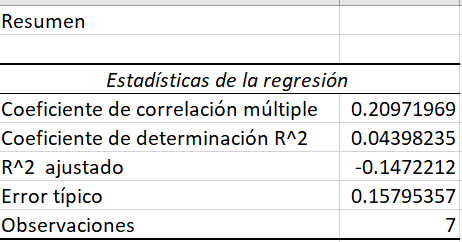 Resumen
Estadísticas de la regresión
Coeficiente de correlación múltiple 0.20971969
Coeficiente de determinación R^2 0.04398235
R^2 ajustado -0.1472212
Error típico 0.15795357
Observaciones 7